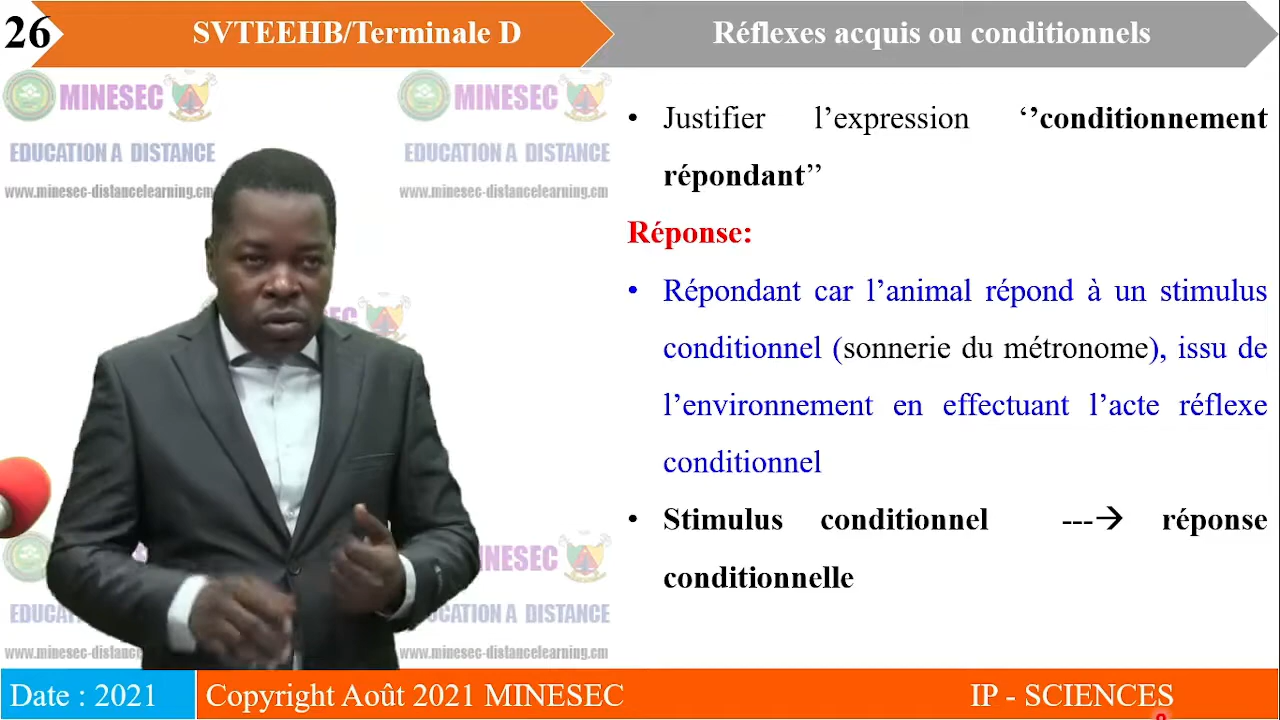 26
SVTEEHB/Terminale D
Réflexes acquis ou conditionnels
MINESEC
MINESEC
EDUCATION A DISTANCE
EDUCATION A DISTANCE
www.minesec-distancelearning.cm
www.minesec-distancelearning.cm
• Justifier l’expression ‘’conditionnement
répondant’’
Réponse:
• Répondant car l’animal répond à un stimulus
conditionnel (sonnerie du métronome), issu de
l’environnement en effectuant l’acte réflexe
conditionnel
• Stimulus conditionnel ---→ réponse
conditionnelle
A DISTANCE
www.minesec-distancelearning.cm
Date : 2021
Copyright Août 2021 MINESEC
IP - SCIENCES